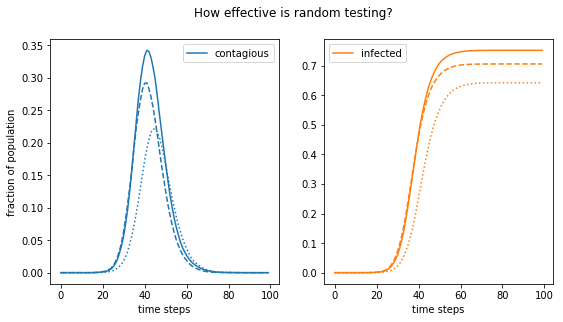 How effective is random testing?
fraction of population
0.35
0.30
0.25
0.20
0.15
0.10
0.05
0.00
contagious
0 20 40 60 80 100
time steps
0.7
0.6
0.5
0.4
0.3
0.2
0.1
0.0
infected
0 20 40 60 80 100
time steps